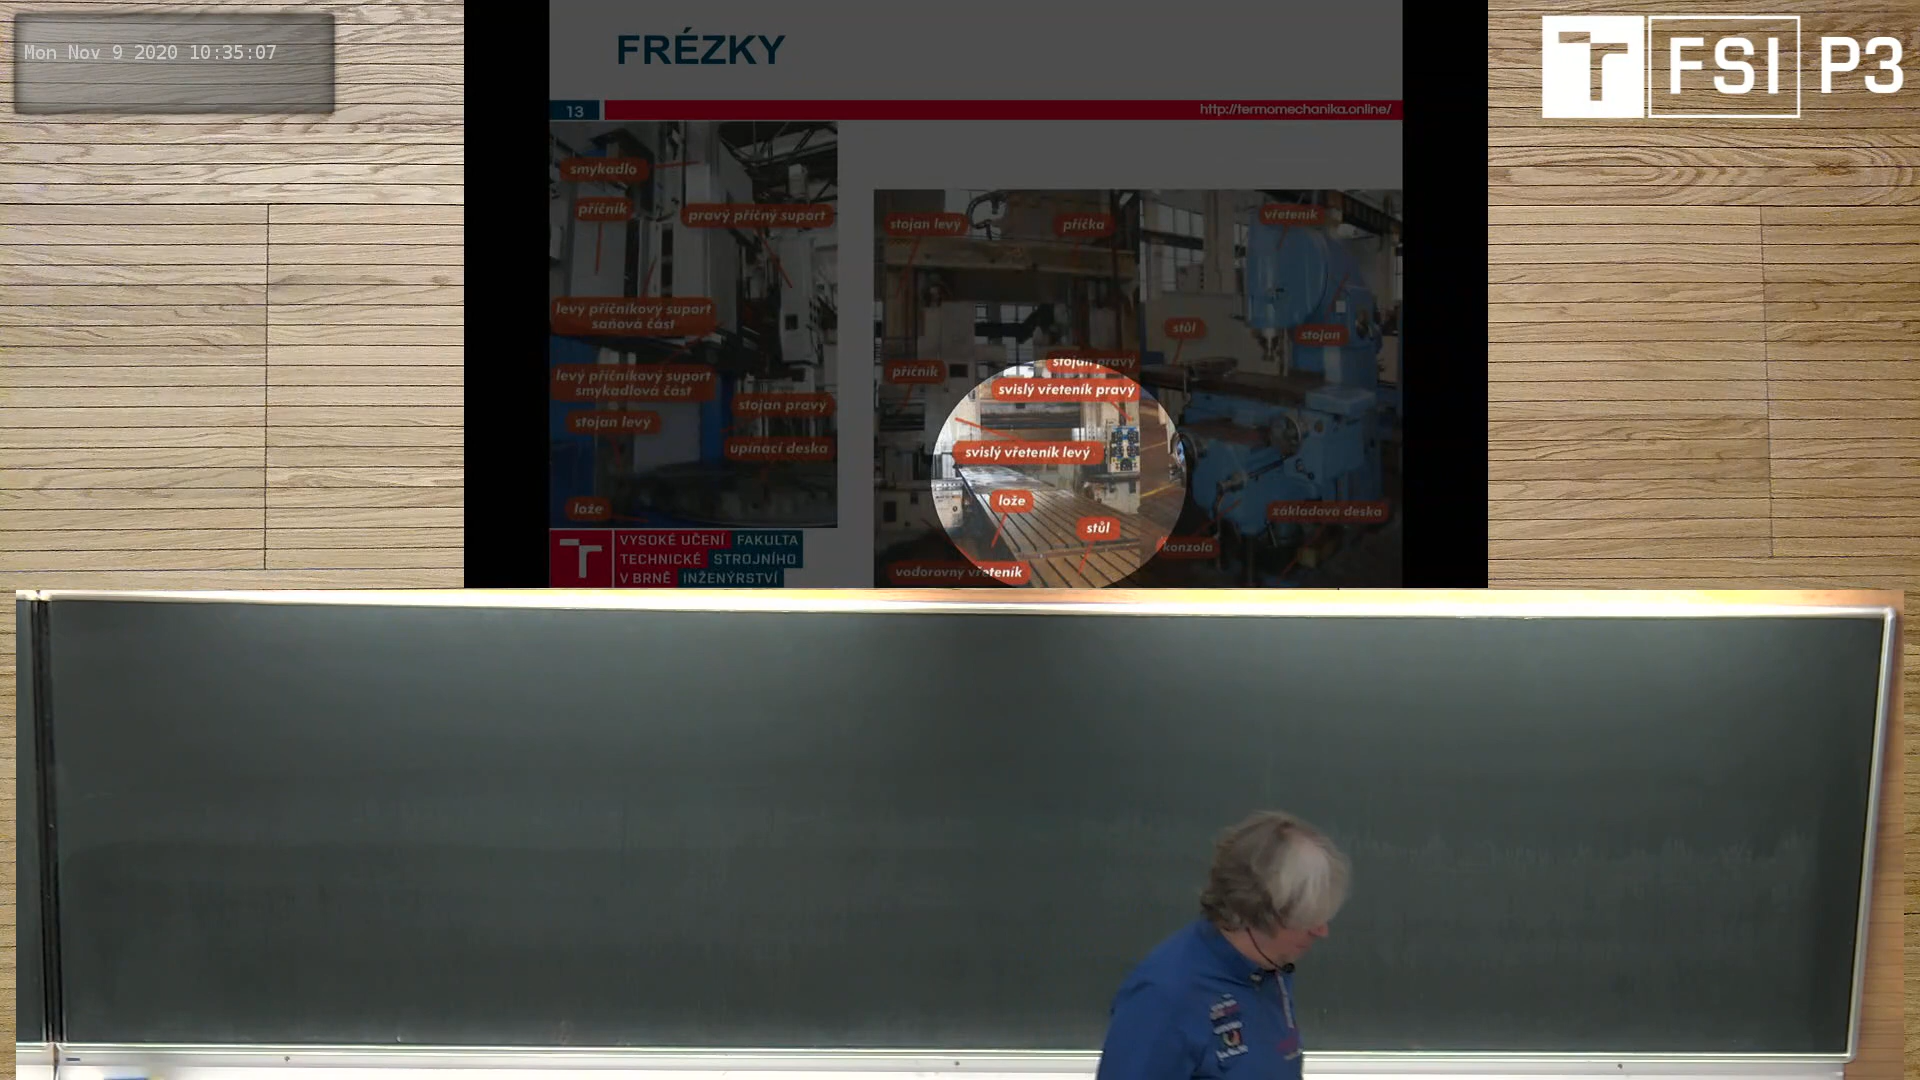 Mon Nov 9 2020 10:35:07
FRÉZKY
FSI P3
13
http://termomechanika.online/
smykadlo
příčník
pravý příčný suport
levý příčníkový suport
saňová část
levý příčníkový suport
smykadlová část
stojan pravý
stojan levý
upínací deska
lože
stojan levý
příčka
příčník
stojan pravý
svislý vřeteník pravý
svislý vřeteník levý
lože
stůl
vodorovný vřeteník
vřeteník
stůl
stojan
základová deska
konzola
VYSOKÉ UČENÍ FAKULTA
TECHNICKÉ STROJNÍHO
V BRNĚ INŽENÝRSTVÍ